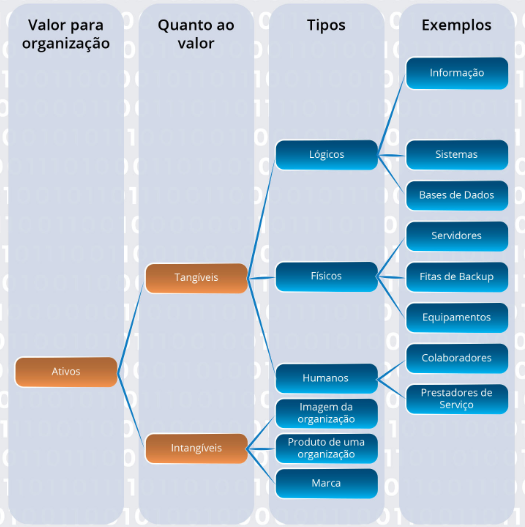 Valor para
organização
Quanto ao
valor
Tipos
Exemplos
Informação
Lógicos
Sistemas
Bases de Dados
Servidores
Tangíveis
Físicos
Fitas de Backup
Equipamentos
Ativos
Humanos
Colaboradores
Prestadores de
Serviço
Imagem da
organização
Intangíveis
Produto de uma
organização
Marca